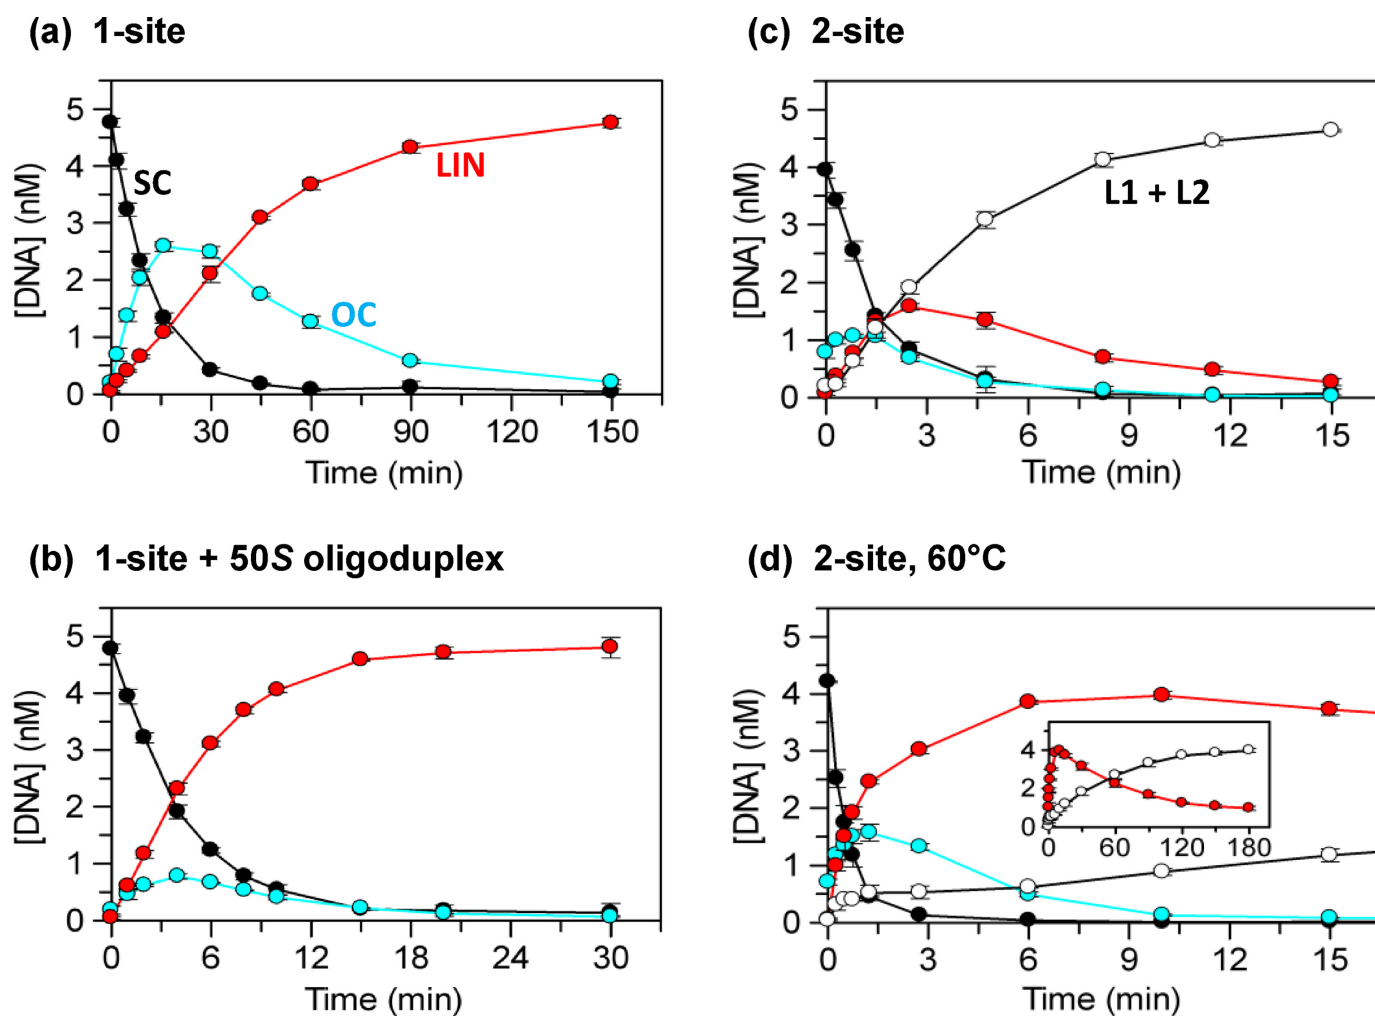 (a) 1-site
[DNA] (nM)
5
4
3
2
1
0
SC
LIN
OC
0 30 60 90 120 150
Time (min)
(c) 2-site
[DNA] (nM)
5
4
3
2
1
0
L1 + L2
0 3 6 9 12 15
Time (min)
(b) 1-site + 50S oligoduplex
[DNA] (nM)
5
4
3
2
1
0
0 6 12 18 24 30
Time (min)
(d) 2-site, 60°C
[DNA] (nM)
5
4
3
2
1
0
4
2
0
0 60 120 180
0 3 6 9 12 15
Time (min)